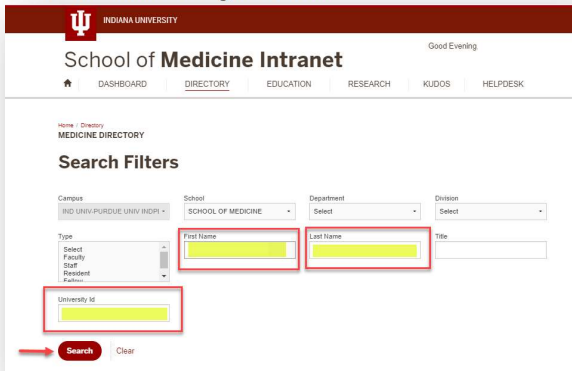 INDIANA UNIVERSITY
Good Evening
School of Medicine Intranet
DASHBOARD DIRECTORY EDUCATION RESEARCH KUDOS HELPDESK
Home / Directory
MEDICINE DIRECTORY
Search Filters
Campus School Department Division
IND UNIV-PURDUE UNIV INDPI SCHOOL OF MEDICINE Select Select
Type First Name Last Name Title
Select
Faculty
Staff
Resident
Fellow
University Id
Search Clear